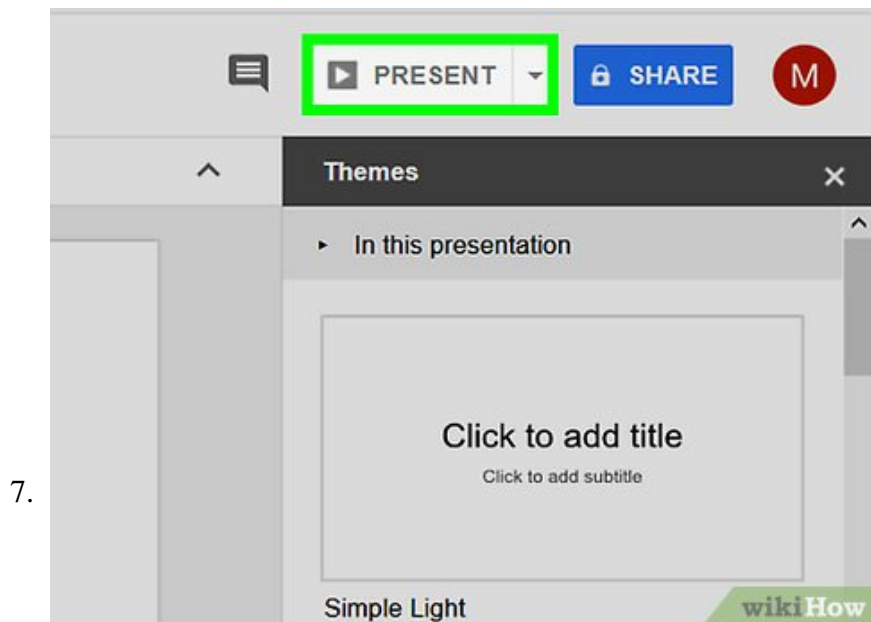 PRESENT
SHARE
M
Themes
In this presentation
Click to add title
Click to add subtitle
7.
Simple Light
wikiHow